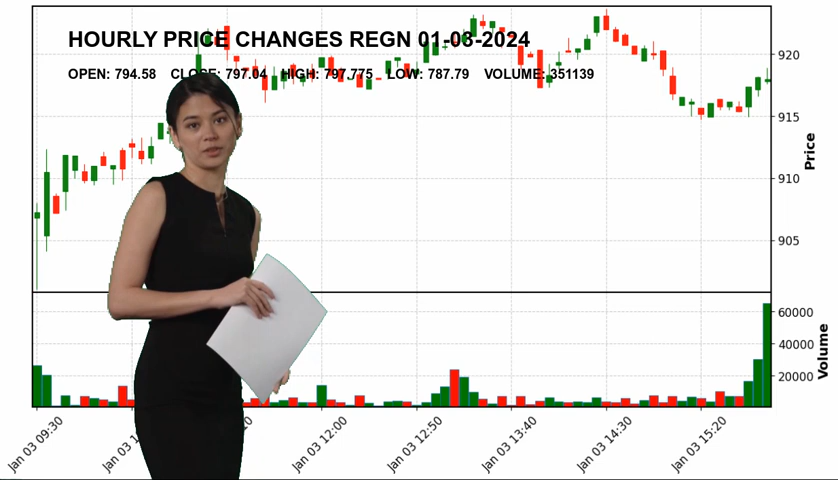 HOURLY PRICE CHANGES REGN 01-03-2024
OPEN: 794.58 CLOSE: 797.04 HIGH: 797.775 LOW: 787.79 VOLUME: 351139
920
915
910
905
Price
60000
40000
20000
Volume
Jan 03 09:30
Jan 03 12:00
Jan 03 12:50
Jan 03 13:40
Jan 03 14:30
Jan 03 15:20